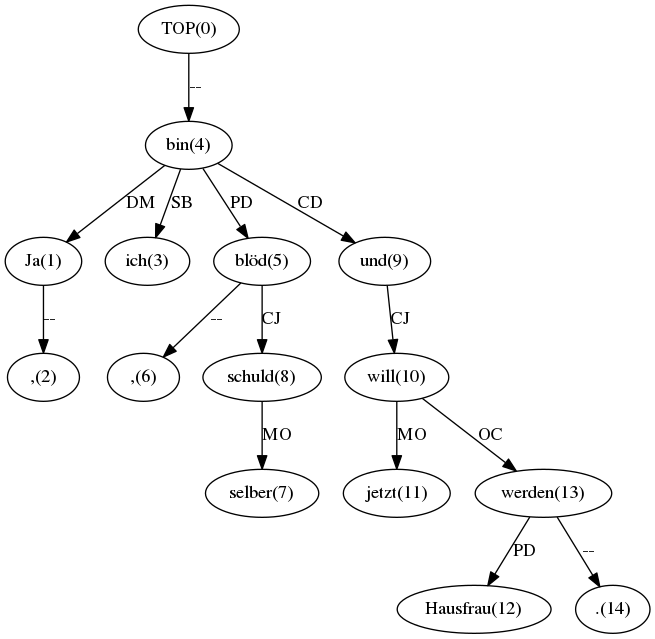 TOP(0)
--
bin(4)
DM SB PD CD
Ja(1) ich(3) blöd(5) und(9)
-- -- CJ CJ
,(2) ,(6) schuld(8) will(10)
MO MO OC
selber(7) jetzt(11) werden(13)
PD --
Hausfrau(12) .(14)